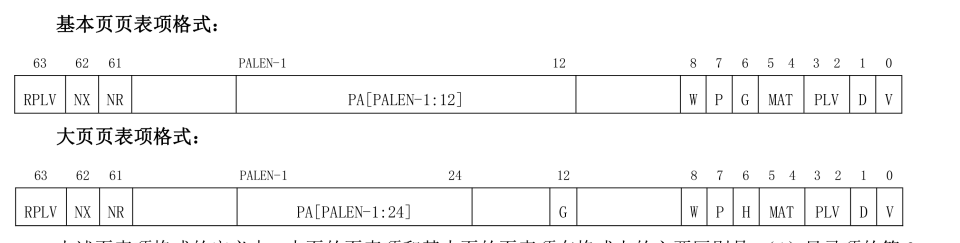 基本页页表项格式：
63 62 61 PALEN-1 12 8 7 6 5 4 3 2 1 0
RPLV NX NR PA[PALEN-1:12] W P G MAT PLV D V
大页页表项格式：
63 62 61 PALEN-1 24 12 8 7 6 5 4 3 2 1 0
RPLV NX NR PA[PALEN-1:24] G W P H MAT PLV D V